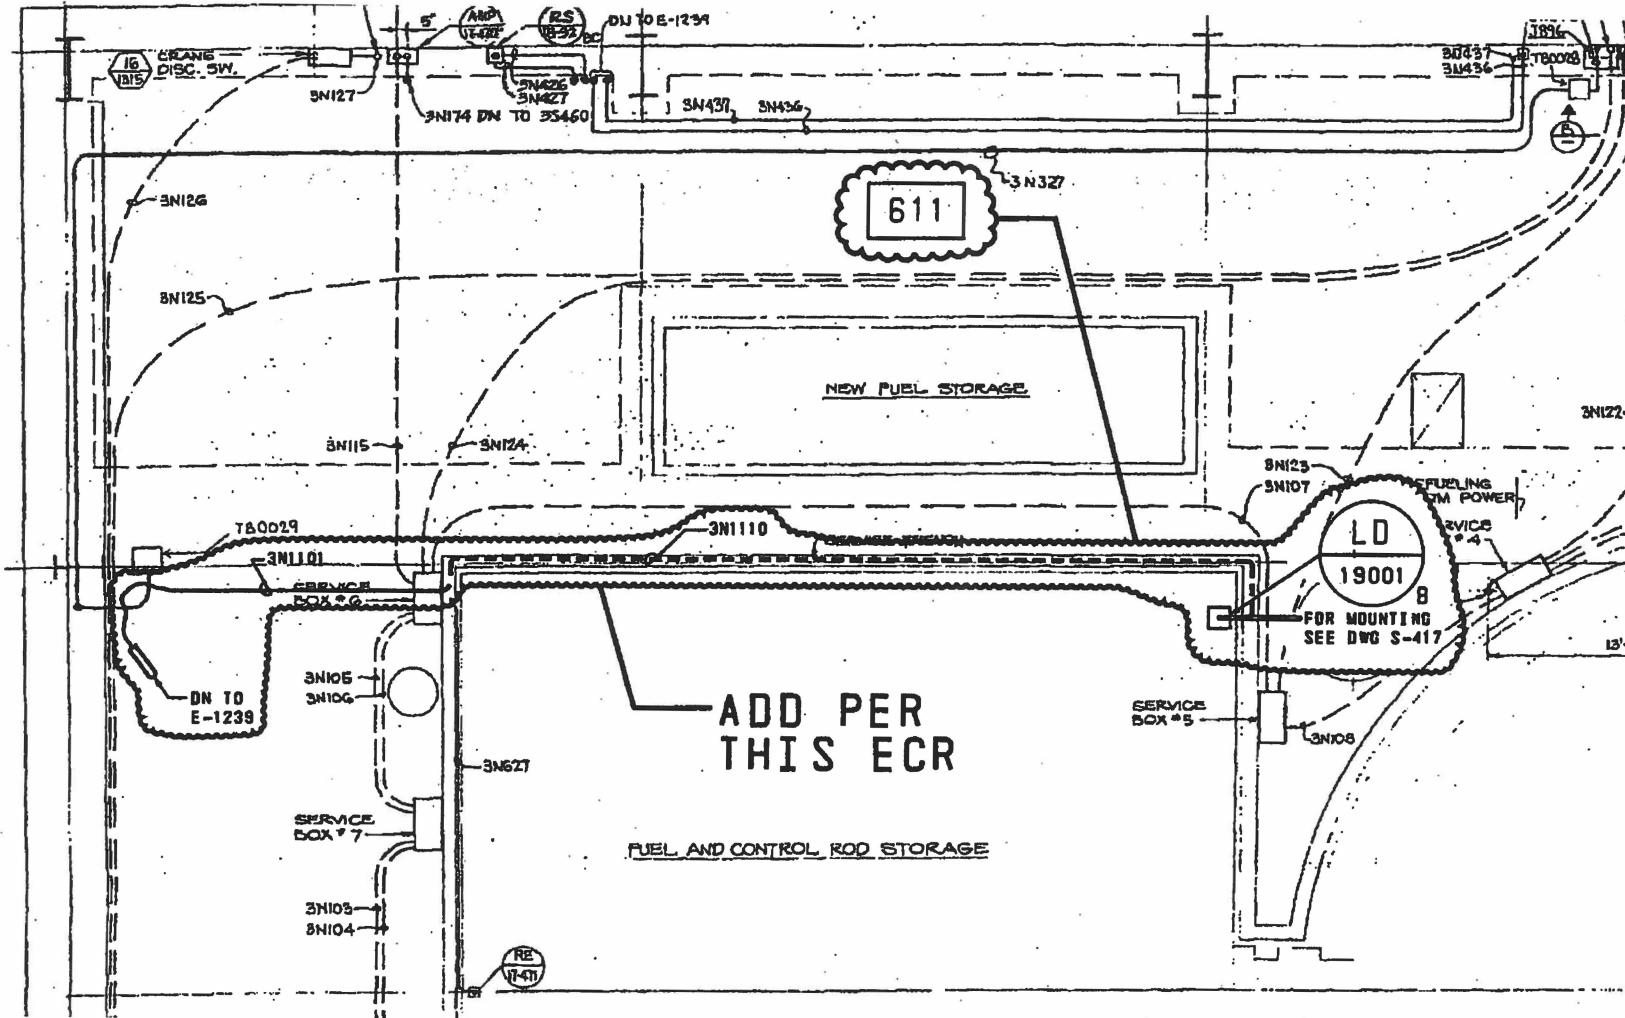 5"
RS
DN TO E-1239
16
1315
CRANE
DISC. SW.
3N127
3N426
3N427
3N174 DN TO 3S460
3N437
3N436
3N437
3N436
TB0028
3N327
3N126
611
3N125
NEW FUEL STORAGE
3N115
3N124
3N122
3N123
3N107
TB0029
3N1101
3N1110
LD
19001
8
FOR MOUNTING
SEE DWG S-417
SERVICE
BOX #6
3N105
3N106
DN TO
E-1239
ADD PER
THIS ECR
SERVICE
BOX #5
3N108
13'
3N627
SERVICE
BOX #7
FUEL AND CONTROL ROD STORAGE
3N103
3N104
RE
17-471